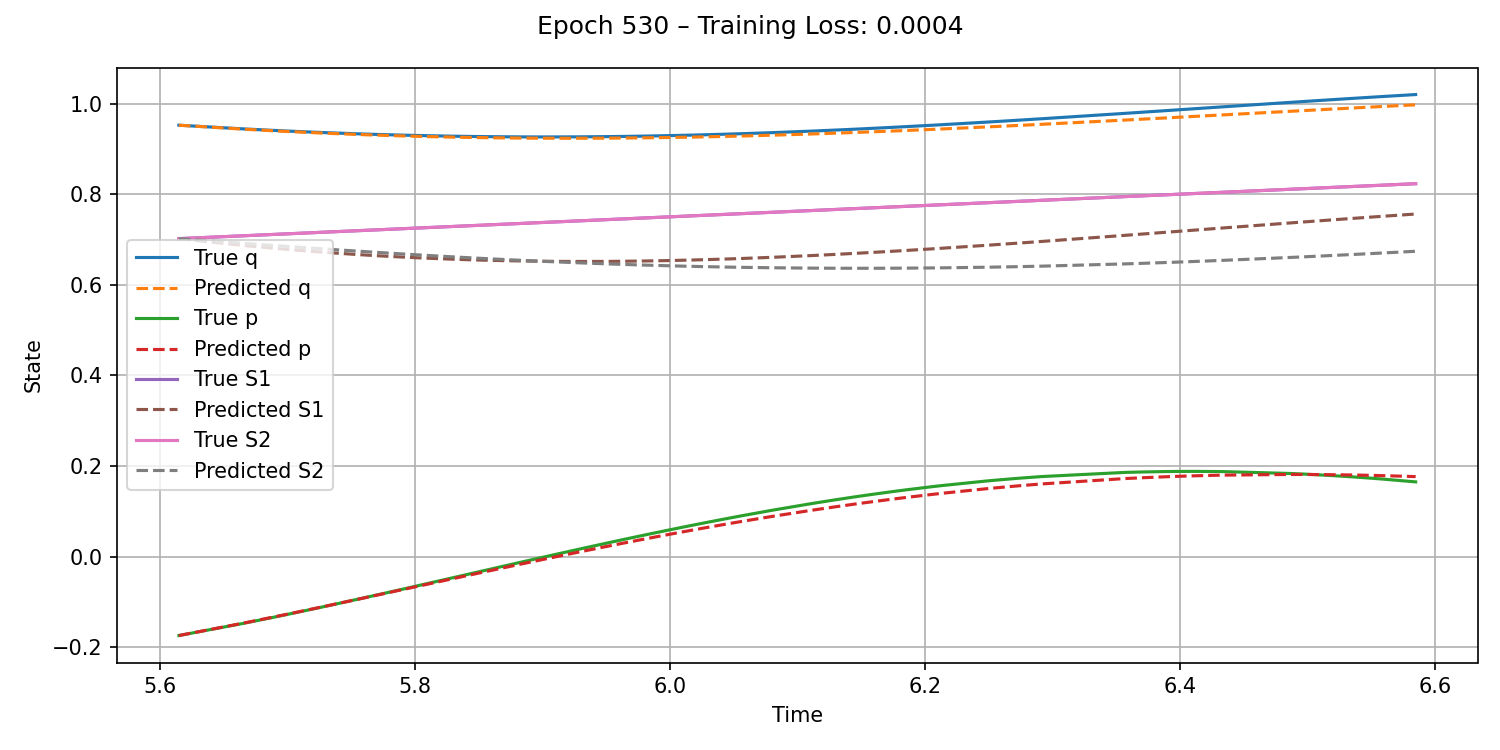 Epoch 530 – Training Loss: 0.0004
1.0
0.8
0.6
0.4
0.2
0.0
−0.2
State
True q
Predicted q
True p
Predicted p
True S1
Predicted S1
True S2
Predicted S2
5.6 5.8 6.0 6.2 6.4 6.6
Time